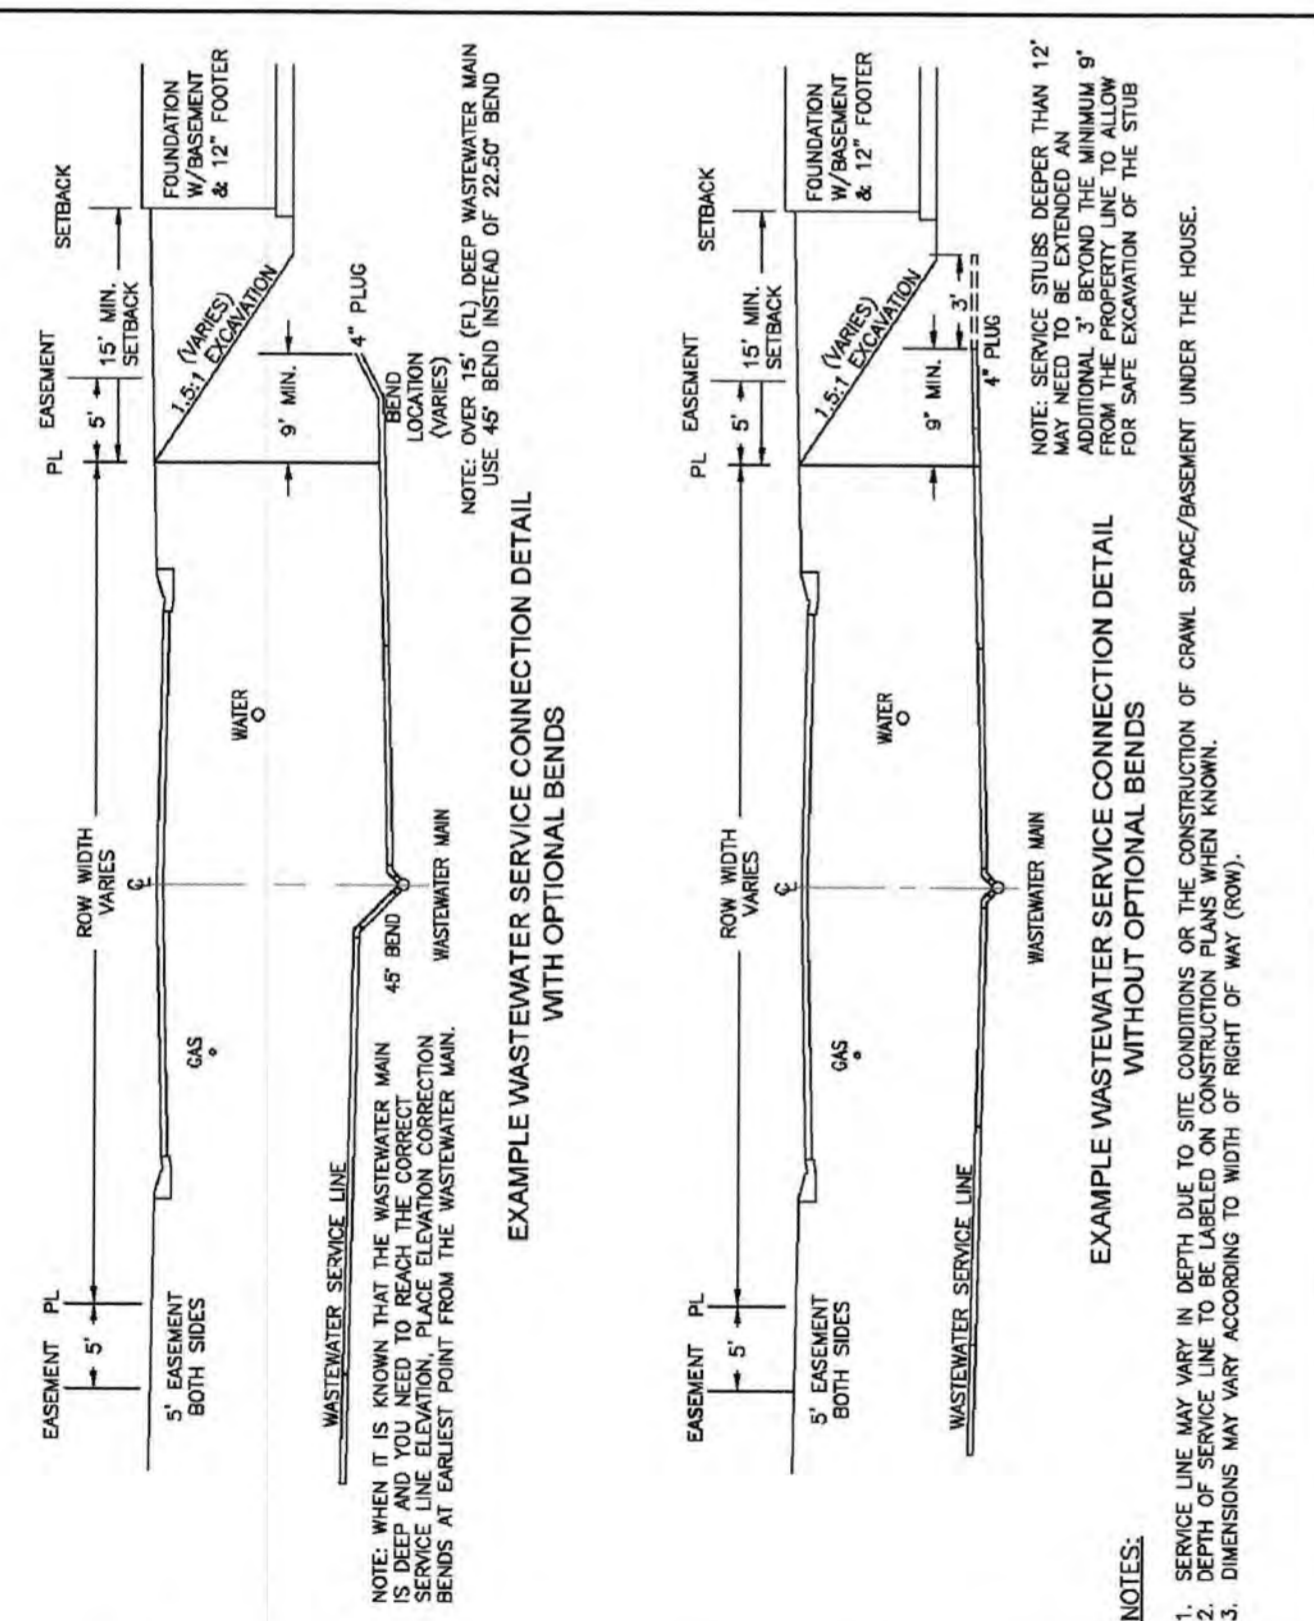 EASEMENT PL
5'
5' EASEMENT
BOTH SIDES
ROW WIDTH
VARIES
℄
PL EASEMENT
SETBACK
5'
15' MIN.
SETBACK
FOUNDATION
W/BASEMENT
& 12" FOOTER
(VARIES)
1.5:1 EXCAVATION
GAS
WATER
9' MIN.
4" PLUG
BEND
LOCATION
(VARIES)
WASTEWATER SERVICE LINE
45° BEND
WASTEWATER MAIN
NOTE: WHEN IT IS KNOWN THAT THE WASTEWATER MAIN
IS DEEP AND YOU NEED TO REACH THE CORRECT
SERVICE LINE ELEVATION, PLACE ELEVATION CORRECTION
BENDS AT EARLIEST POINT FROM THE WASTEWATER MAIN.
NOTE: OVER 15' (FL) DEEP WASTEWATER MAIN
USE 45° BEND INSTEAD OF 22.50° BEND
EXAMPLE WASTEWATER SERVICE CONNECTION DETAIL
WITH OPTIONAL BENDS
EASEMENT PL
5'
5' EASEMENT
BOTH SIDES
ROW WIDTH
VARIES
℄
PL EASEMENT
SETBACK
5'
15' MIN.
SETBACK
FOUNDATION
W/BASEMENT
& 12" FOOTER
(VARIES)
1.5:1 EXCAVATION
GAS
WATER
9' MIN.
3'
4" PLUG
WASTEWATER SERVICE LINE
WASTEWATER MAIN
NOTE: SERVICE STUBS DEEPER THAN 12'
MAY NEED TO BE EXTENDED AN
ADDITIONAL 3' BEYOND THE MINIMUM 9'
FROM THE PROPERTY LINE TO ALLOW
FOR SAFE EXCAVATION OF THE STUB
EXAMPLE WASTEWATER SERVICE CONNECTION DETAIL
WITHOUT OPTIONAL BENDS
NOTES:
1. SERVICE LINE MAY VARY IN DEPTH DUE TO SITE CONDITIONS OR THE CONSTRUCTION OF CRAWL SPACE/BASEMENT UNDER THE HOUSE.
2. DEPTH OF SERVICE LINE TO BE LABELED ON CONSTRUCTION PLANS WHEN KNOWN.
3. DIMENSIONS MAY VARY ACCORDING TO WIDTH OF RIGHT OF WAY (ROW).